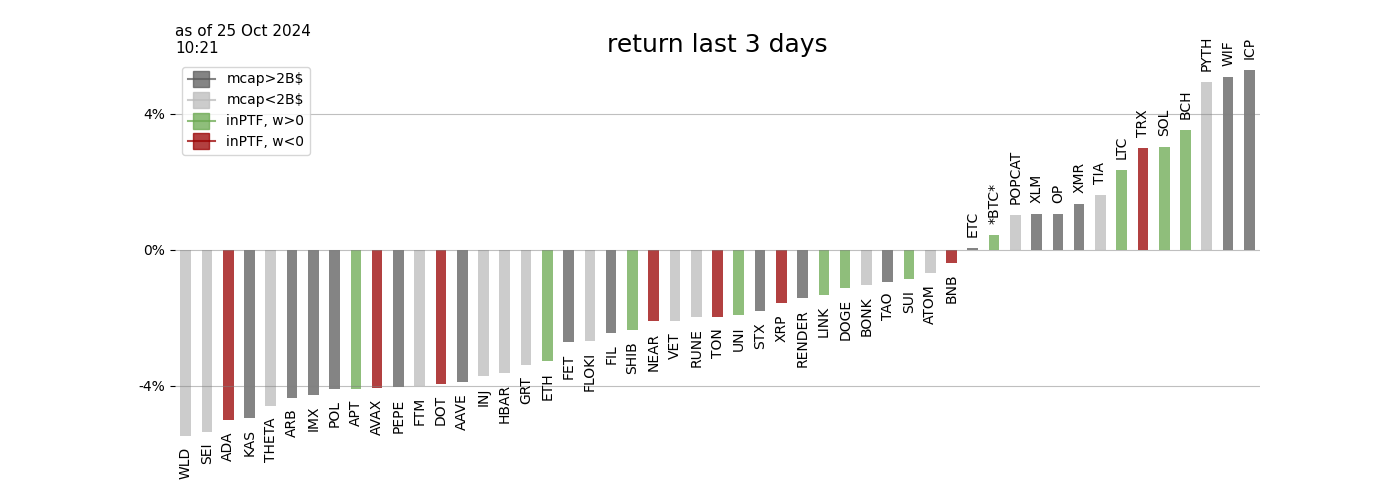 as of 25 Oct 2024
10:21
return last 3 days
mcap>2B$
mcap<2B$
inPTF, w>0
inPTF, w<0
4%
0%
-4%
WLD
SEI
ADA
KAS
THETA
ARB
IMX
POL
APT
AVAX
PEPE
FTM
DOT
AAVE
INJ
HBAR
GRT
ETH
FET
FLOKI
FIL
SHIB
NEAR
VET
RUNE
TON
UNI
STX
XRP
RENDER
LINK
DOGE
BONK
TAO
SUI
ATOM
BNB
ETC
*BTC*
POPCAT
XLM
OP
XMR
TIA
LTC
TRX
SOL
BCH
PYTH
WIF
ICP